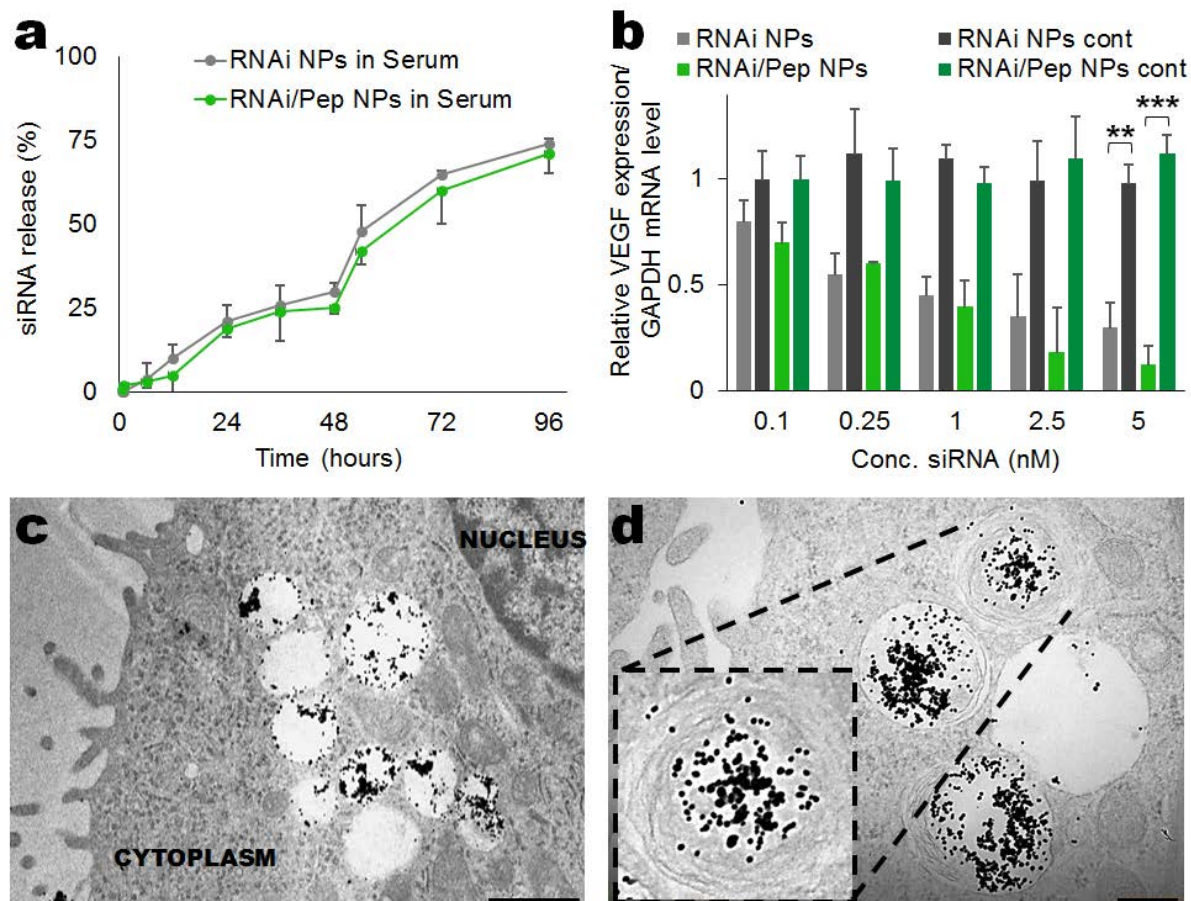 a
100
75
50
25
0
siRNA release (%)
RNAi NPs in Serum
RNAi/Pep NPs in Serum
0 24 48 72 96
Time (hours)
b
RNAi NPs RNAi NPs cont
RNAi/Pep NPs RNAi/Pep NPs cont
Relative VEGF expression/
GAPDH mRNA level
1
0.5
0
** ***
0.1 0.25 1 2.5 5
Conc. siRNA (nM)
c
NUCLEUS
CYTOPLASM
d